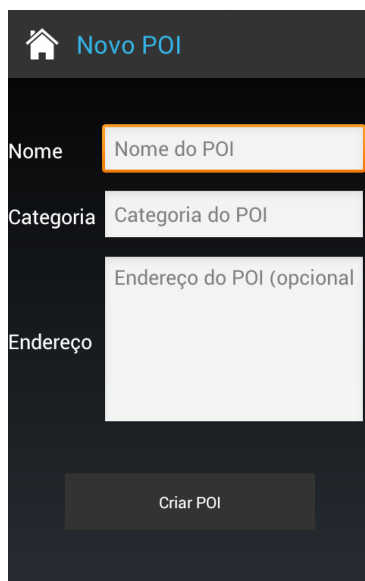 Novo POI
Nome
Nome do POI
Categoria
Categoria do POI
Endereço do POI (opcional
Endereço
Criar POI